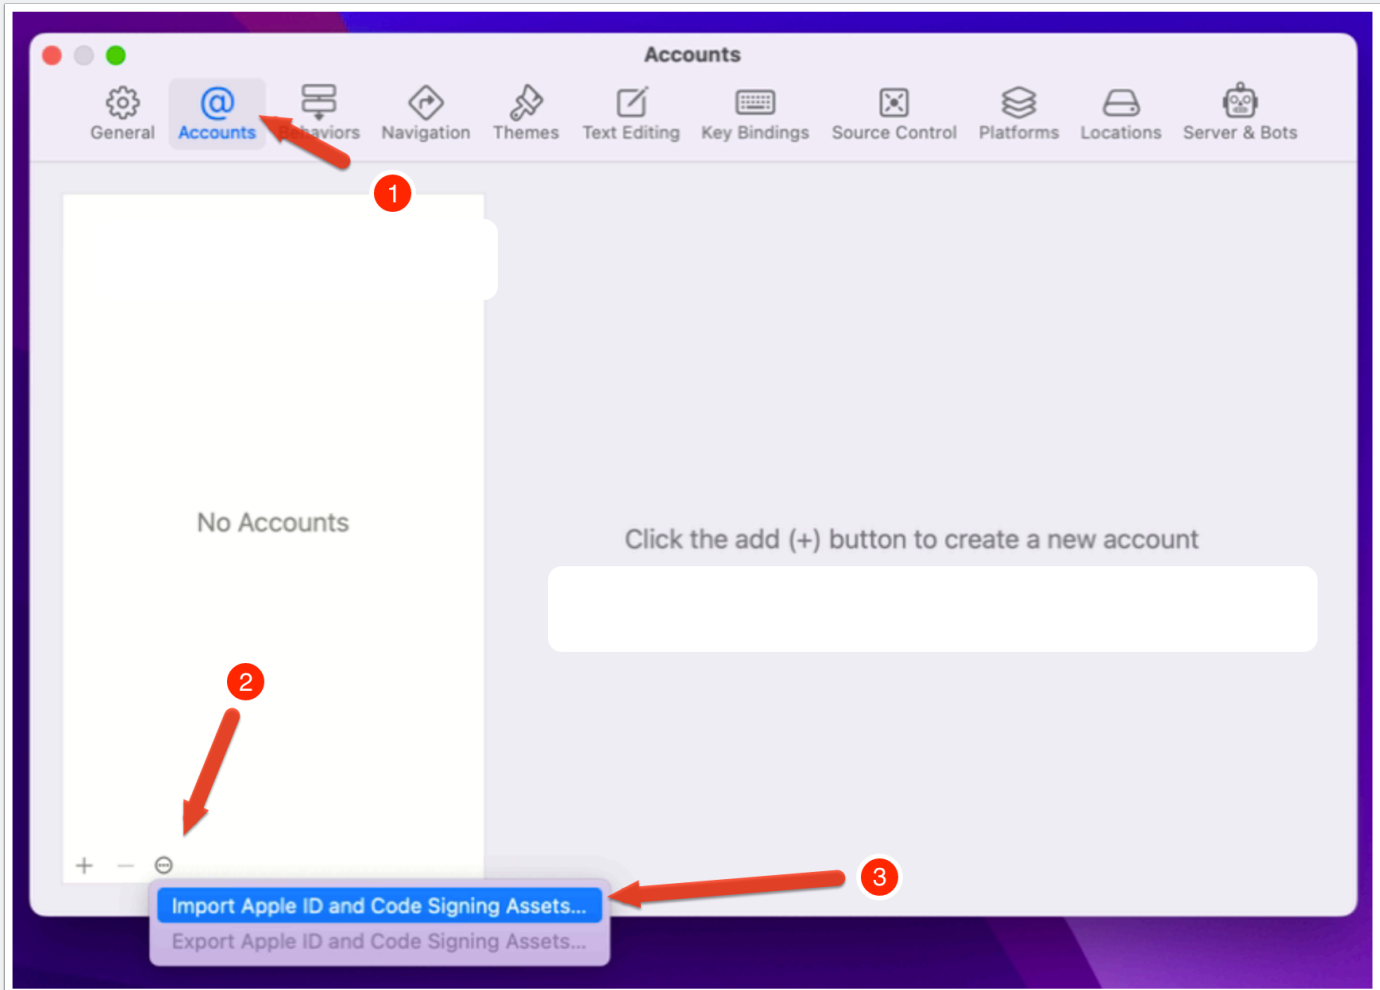 Accounts
General
Accounts
Behaviors
Navigation
Themes
Text Editing
Key Bindings
Source Control
Platforms
Locations
Server & Bots
1
No Accounts
Click the add (+) button to create a new account
2
3
Import Apple ID and Code Signing Assets...
Export Apple ID and Code Signing Assets...